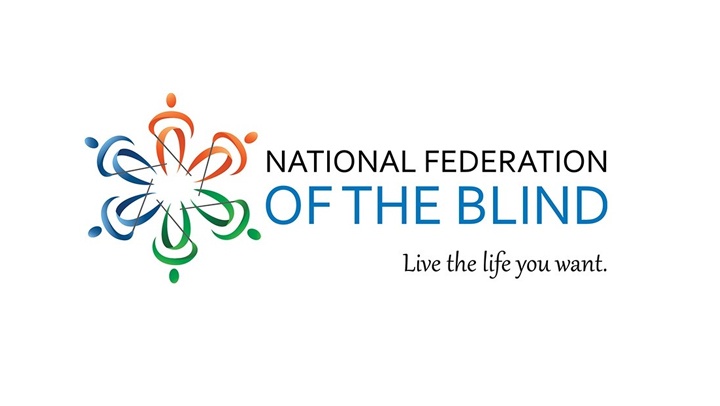 NATIONAL FEDERATION
OF THE BLIND
Live the life you want.